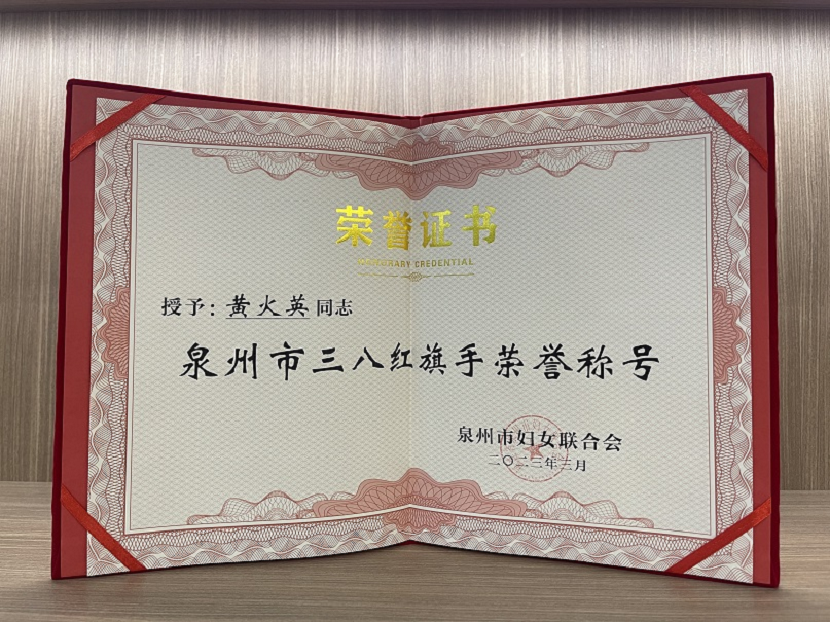 荣誉证书
HONORARY CREDENTIAL
授予：黄火英同志
泉州市三八红旗手荣誉称号
泉州市妇女联合会
二〇二三年三月